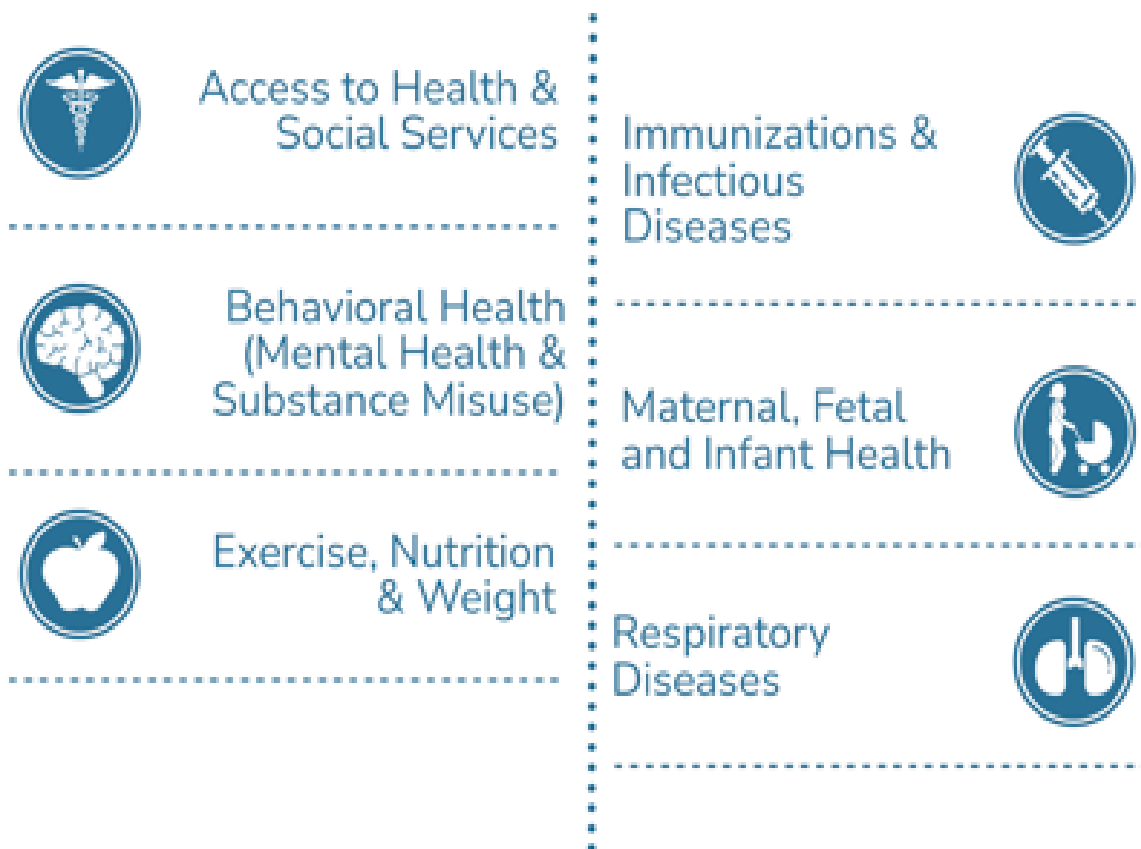 Access to Health &
Social Services
Behavioral Health
(Mental Health &
Substance Misuse)
Exercise, Nutrition
& Weight
Immunizations &
Infectious
Diseases
Maternal, Fetal
and Infant Health
Respiratory
Diseases